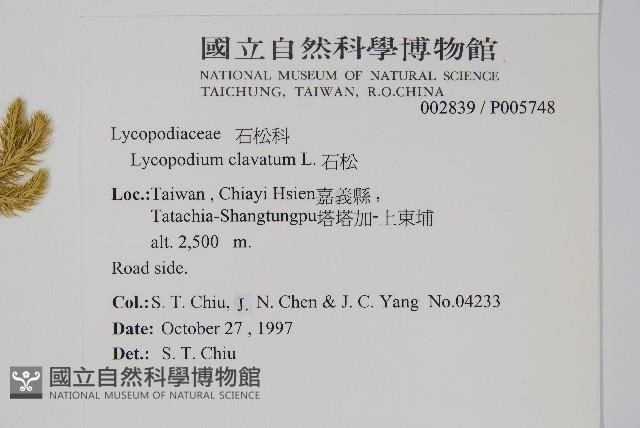 國立自然科學博物館
NATIONAL MUSEUM OF NATURAL SCIENCE
TAICHUNG, TAIWAN, R.O.CHINA
002839 / P005748
Lycopodiaceae 石松科
Lycopodium clavatum L. 石松
Loc.:Taiwan , Chiayi Hsien嘉義縣 ,
Tatachia-Shangtungpu塔塔加-上東埔
alt. 2,500 m.
Road side.
Col.:S. T. Chiu, J. N. Chen & J. C. Yang No.04233
Date: October 27 , 1997
Det.: S. T. Chiu
國立自然科學博物館
NATIONAL MUSEUM OF NATURAL SCIENCE